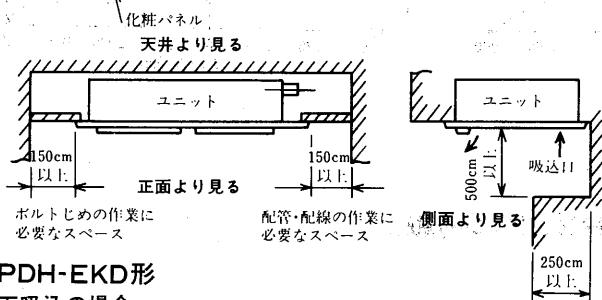 化粧パネル
天井より見る
ユニット
ユニット
150cm
以上
正面より見る
150cm
以上
500cm
以上
吸込口
ボルトじめの作業に
必要なスペース
配管・配線の作業に
必要なスペース
側面より見る
250cm
以上
PDH-EKD形